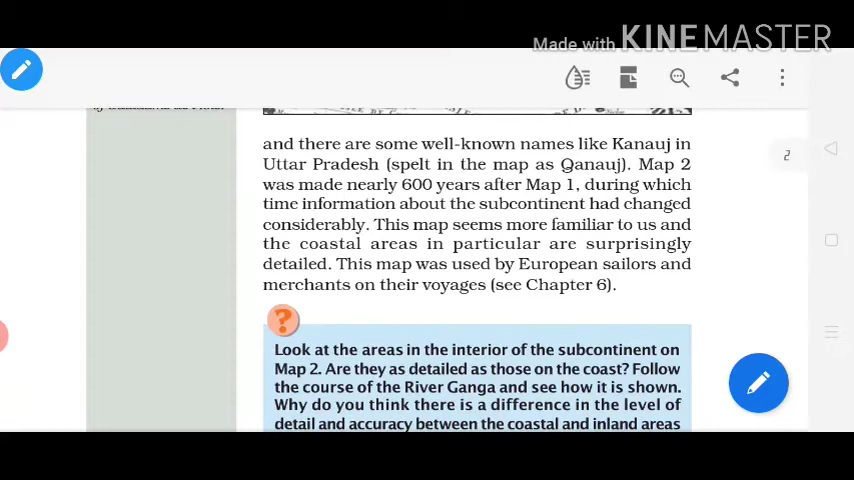 Made with KINEMASTER
and there are some well-known names like Kanauj in
Uttar Pradesh (spelt in the map as Qanauj). Map 2
was made nearly 600 years after Map 1, during which
time information about the subcontinent had changed
considerably. This map seems more familiar to us and
the coastal areas in particular are surprisingly
detailed. This map was used by European sailors and
merchants on their voyages (see Chapter 6).
2
?
Look at the areas in the interior of the subcontinent on
Map 2. Are they as detailed as those on the coast? Follow
the course of the River Ganga and see how it is shown.
Why do you think there is a difference in the level of
detail and accuracy between the coastal and inland areas